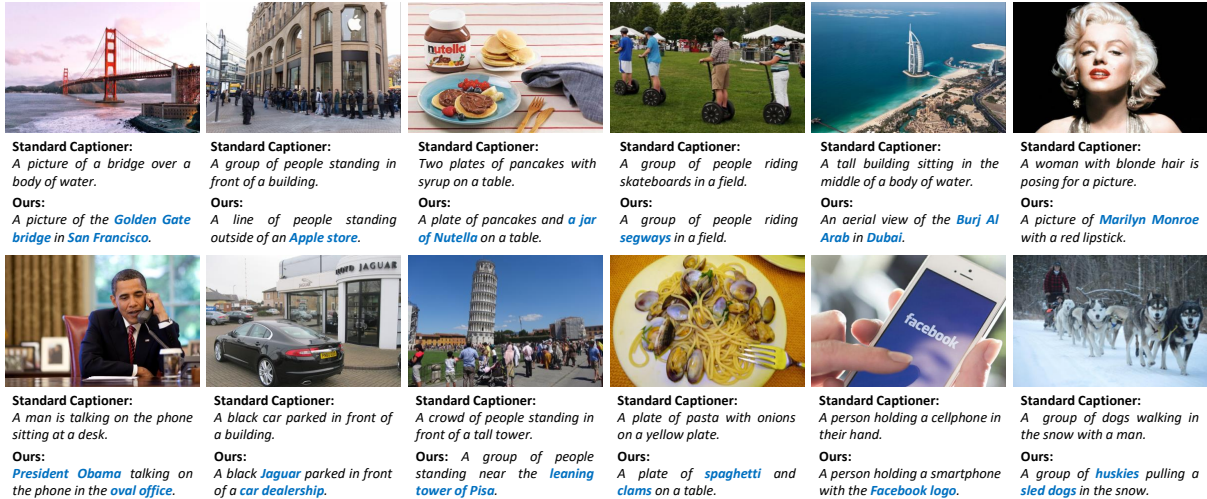 nutella
Standard Captioner:
A picture of a bridge over a
body of water.
Ours:
A picture of the Golden Gate
bridge in San Francisco.
Standard Captioner:
A group of people standing in
front of a building.
Ours:
A line of people standing
outside of an Apple store.
Standard Captioner:
Two plates of pancakes with
syrup on a table.
Ours:
A plate of pancakes and a jar
of Nutella on a table.
Standard Captioner:
A group of people riding
skateboards in a field.
Ours:
A group of people riding
segways in a field.
Standard Captioner:
A tall building sitting in the
middle of a body of water.
Ours:
An aerial view of the Burj Al
Arab in Dubai.
Standard Captioner:
A woman with blonde hair is
posing for a picture.
Ours:
A picture of Marilyn Monroe
with a red lipstick.
JAGUAR
facebook
Standard Captioner:
A man is talking on the phone
sitting at a desk.
Ours:
President Obama talking on
the phone in the oval office.
Standard Captioner:
A black car parked in front of
a building.
Ours:
A black Jaguar parked in front
of a car dealership.
Standard Captioner:
A crowd of people standing in
front of a tall tower.
Ours: A group of people
standing near the leaning
tower of Pisa.
Standard Captioner:
A plate of pasta with onions
on a yellow plate.
Ours:
A plate of spaghetti and
clams on a table.
Standard Captioner:
A person holding a cellphone in
their hand.
Ours:
A person holding a smartphone
with the Facebook logo.
Standard Captioner:
A group of dogs walking in
the snow with a man.
Ours:
A group of huskies pulling a
sled dogs in the snow.